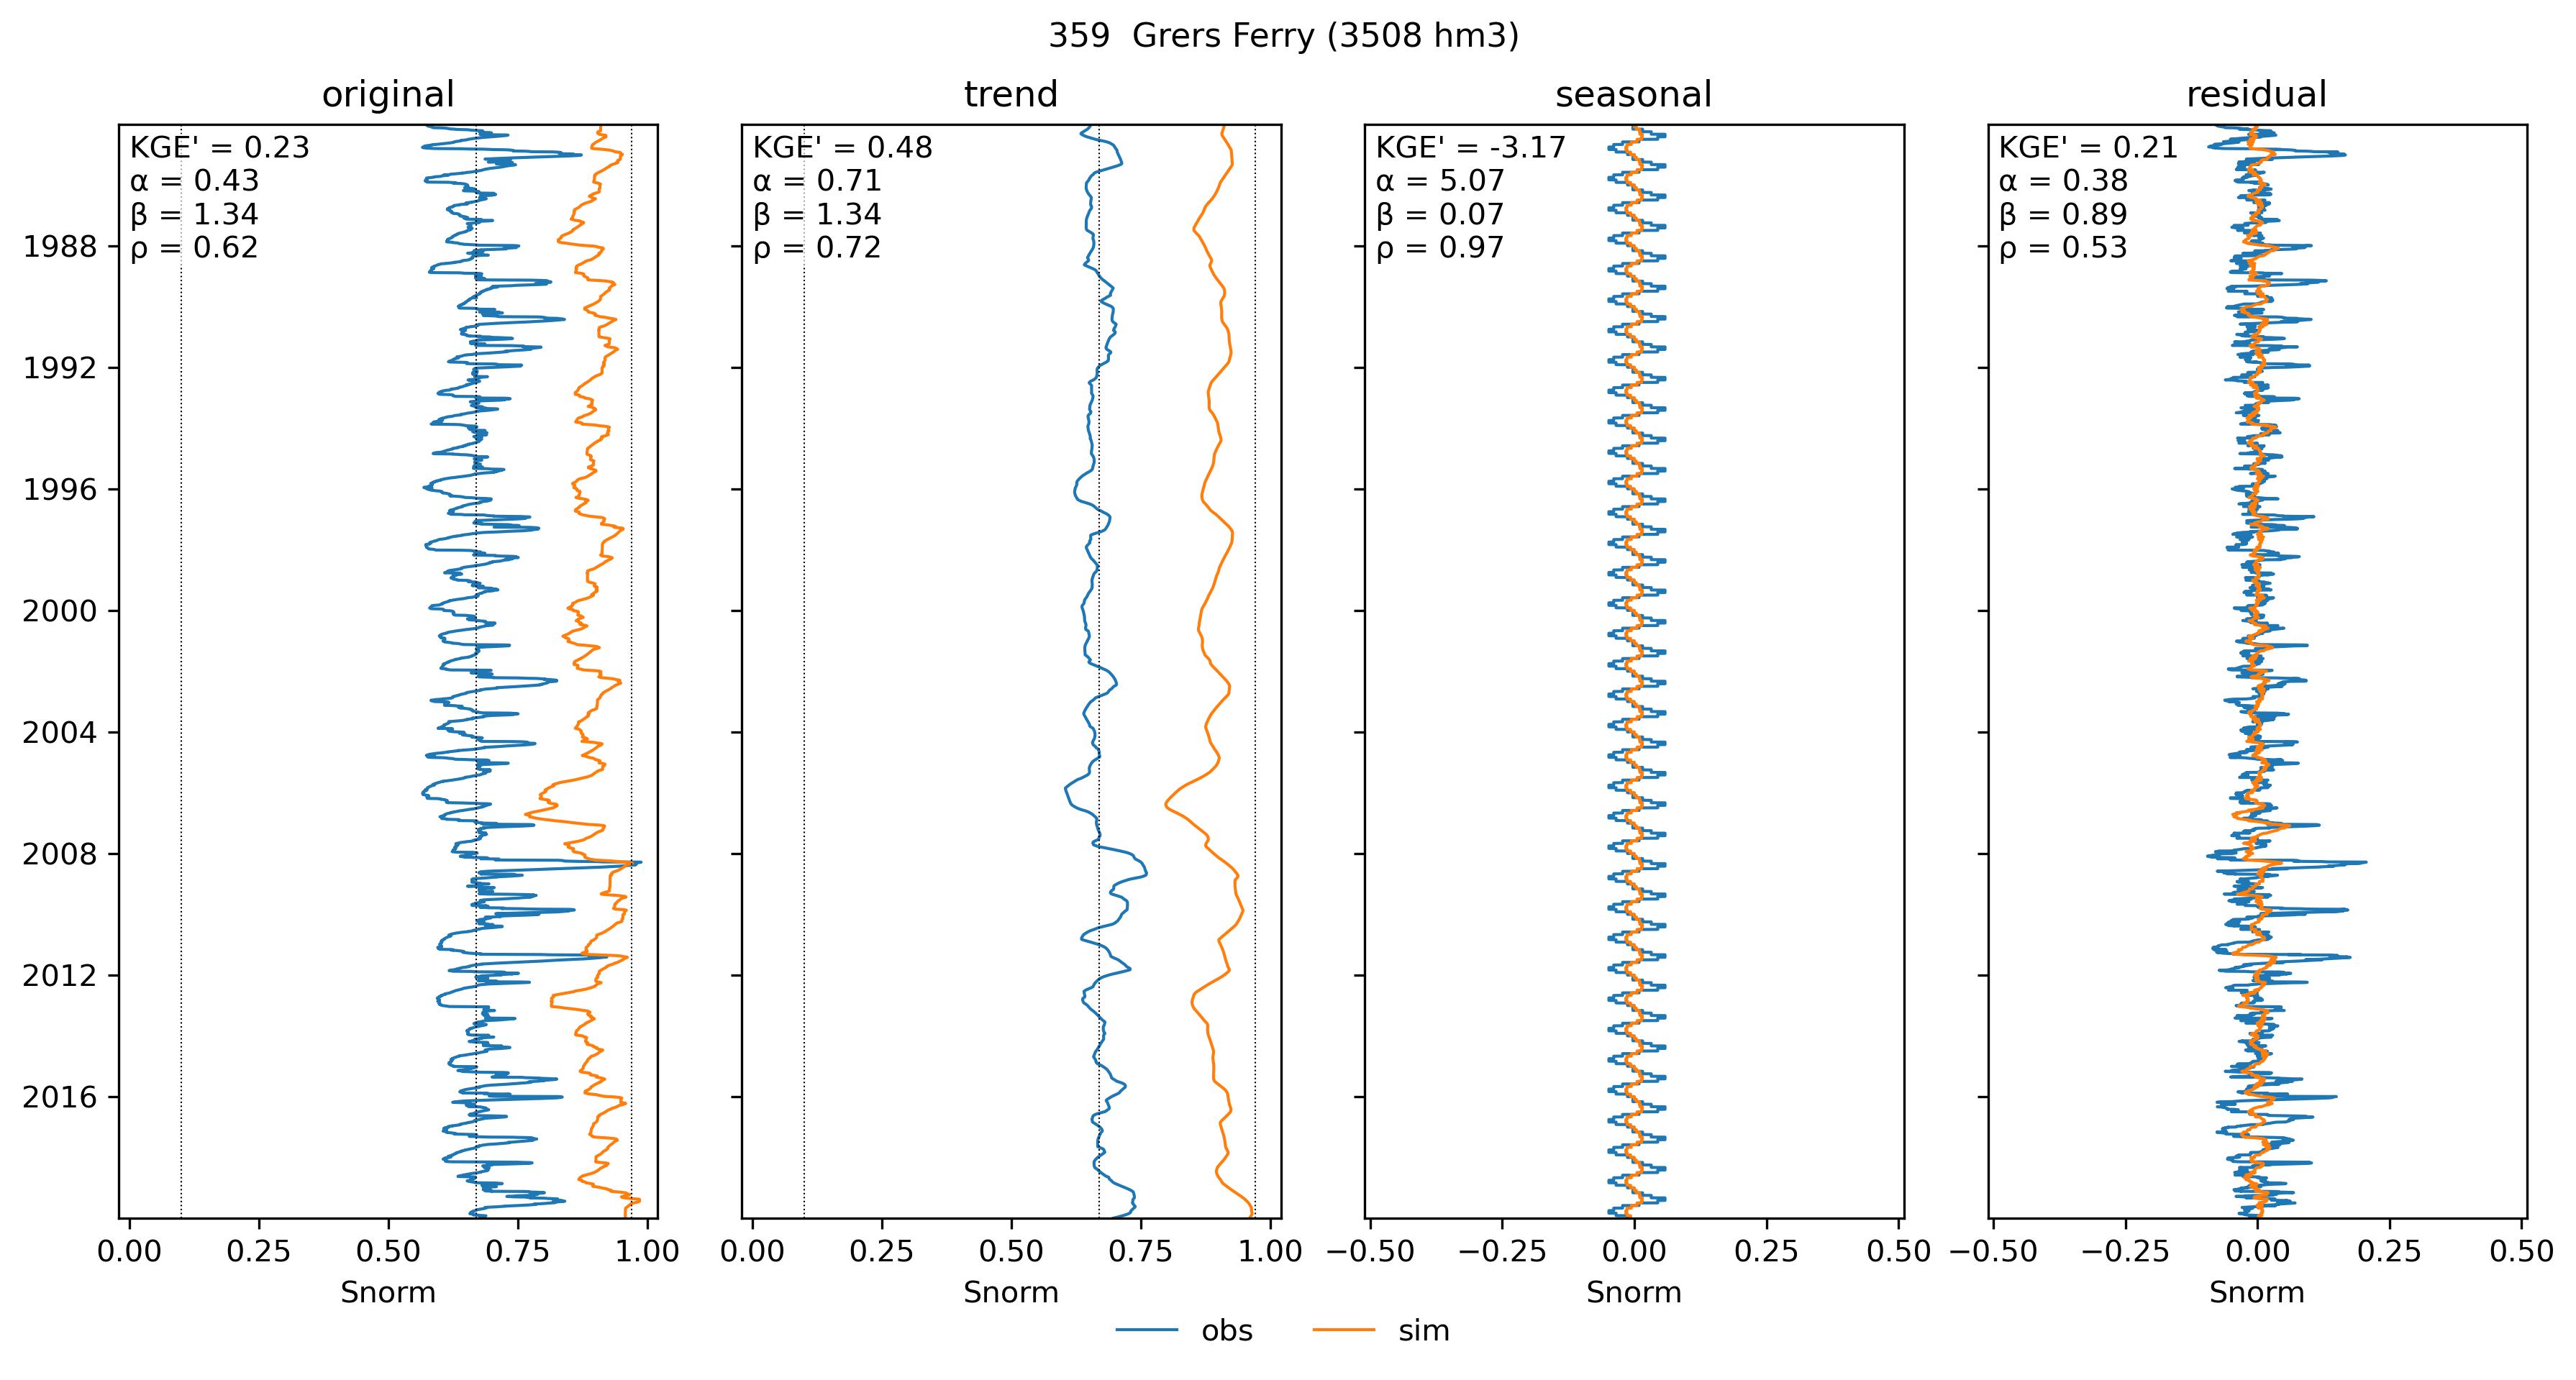 359  Grers Ferry (3508 hm3)
original
trend
seasonal
residual
KGE' = 0.23
α = 0.43
β = 1.34
ρ = 0.62
KGE' = 0.48
α = 0.71
β = 1.34
ρ = 0.72
KGE' = -3.17
α = 5.07
β = 0.07
ρ = 0.97
KGE' = 0.21
α = 0.38
β = 0.89
ρ = 0.53
1988
1992
1996
2000
2004
2008
2012
2016
0.00 0.25 0.50 0.75 1.00
0.00 0.25 0.50 0.75 1.00
−0.50 −0.25 0.00 0.25 0.50
−0.50 −0.25 0.00 0.25 0.50
Snorm
Snorm
Snorm
Snorm
obs
sim